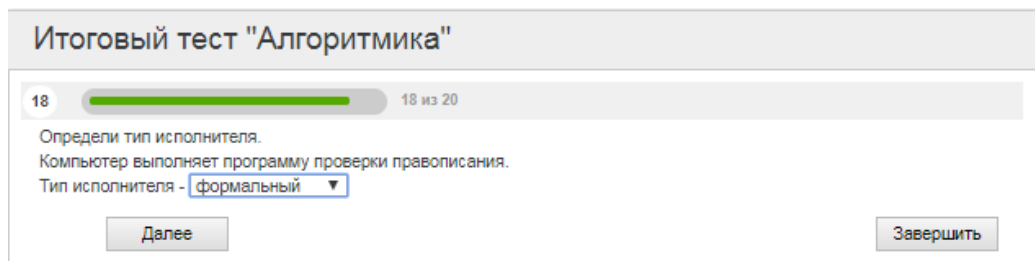 Итоговый тест "Алгоритмика"
18 18 из 20
Определи тип исполнителя.
Компьютер выполняет программу проверки правописания.
Тип исполнителя - формальный
Далее Завершить